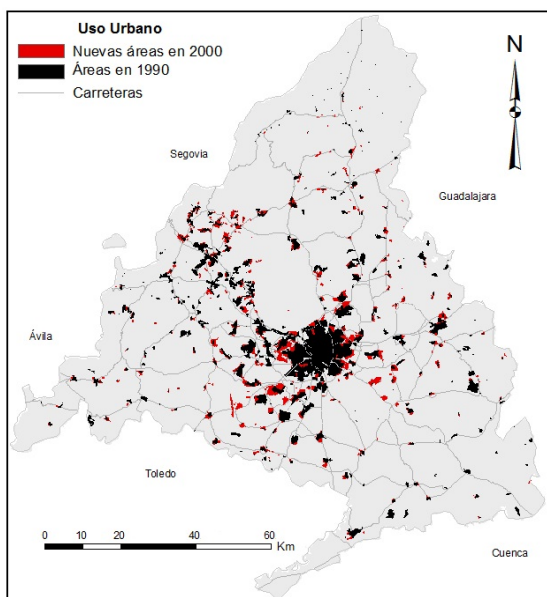 Uso Urbano
Nuevas áreas en 2000
Áreas en 1990
Carreteras
N
Segovia
Guadalajara
Ávila
Toledo
0 10 20 40 60
Km
Cuenca